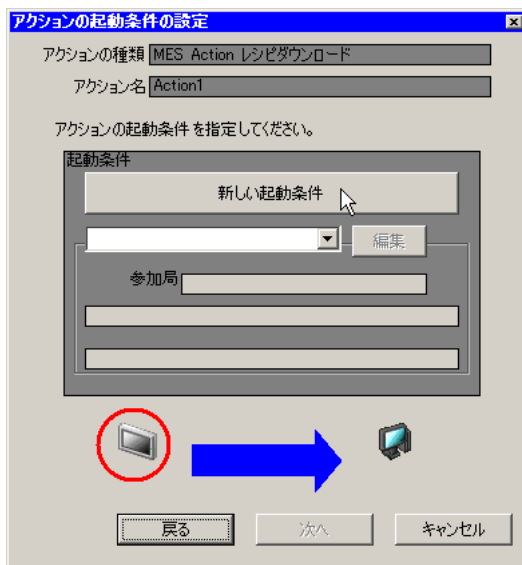 アクションの起動条件の設定
アクションの種類 MES Action レシピダウンロード
アクション名 Action1
アクションの起動条件 を指定してください。
起動条件
新しい起動条件
編集
参加局
戻る 次へ キャンセル